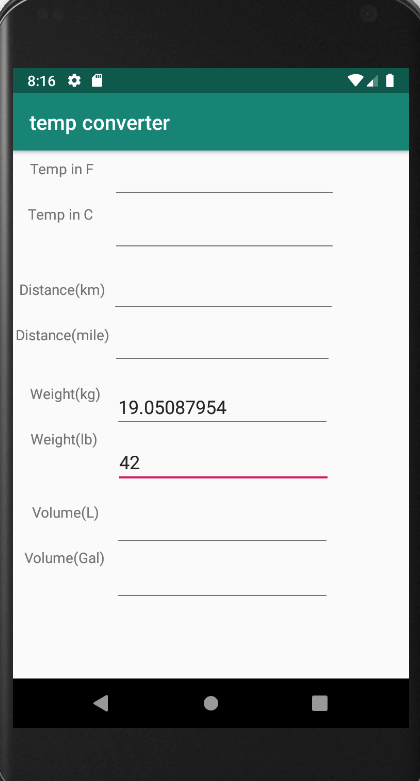 8:16
temp converter
Temp in F
Temp in C
Distance(km)
Distance(mile)
Weight(kg)
19.05087954
Weight(lb)
42
Volume(L)
Volume(Gal)